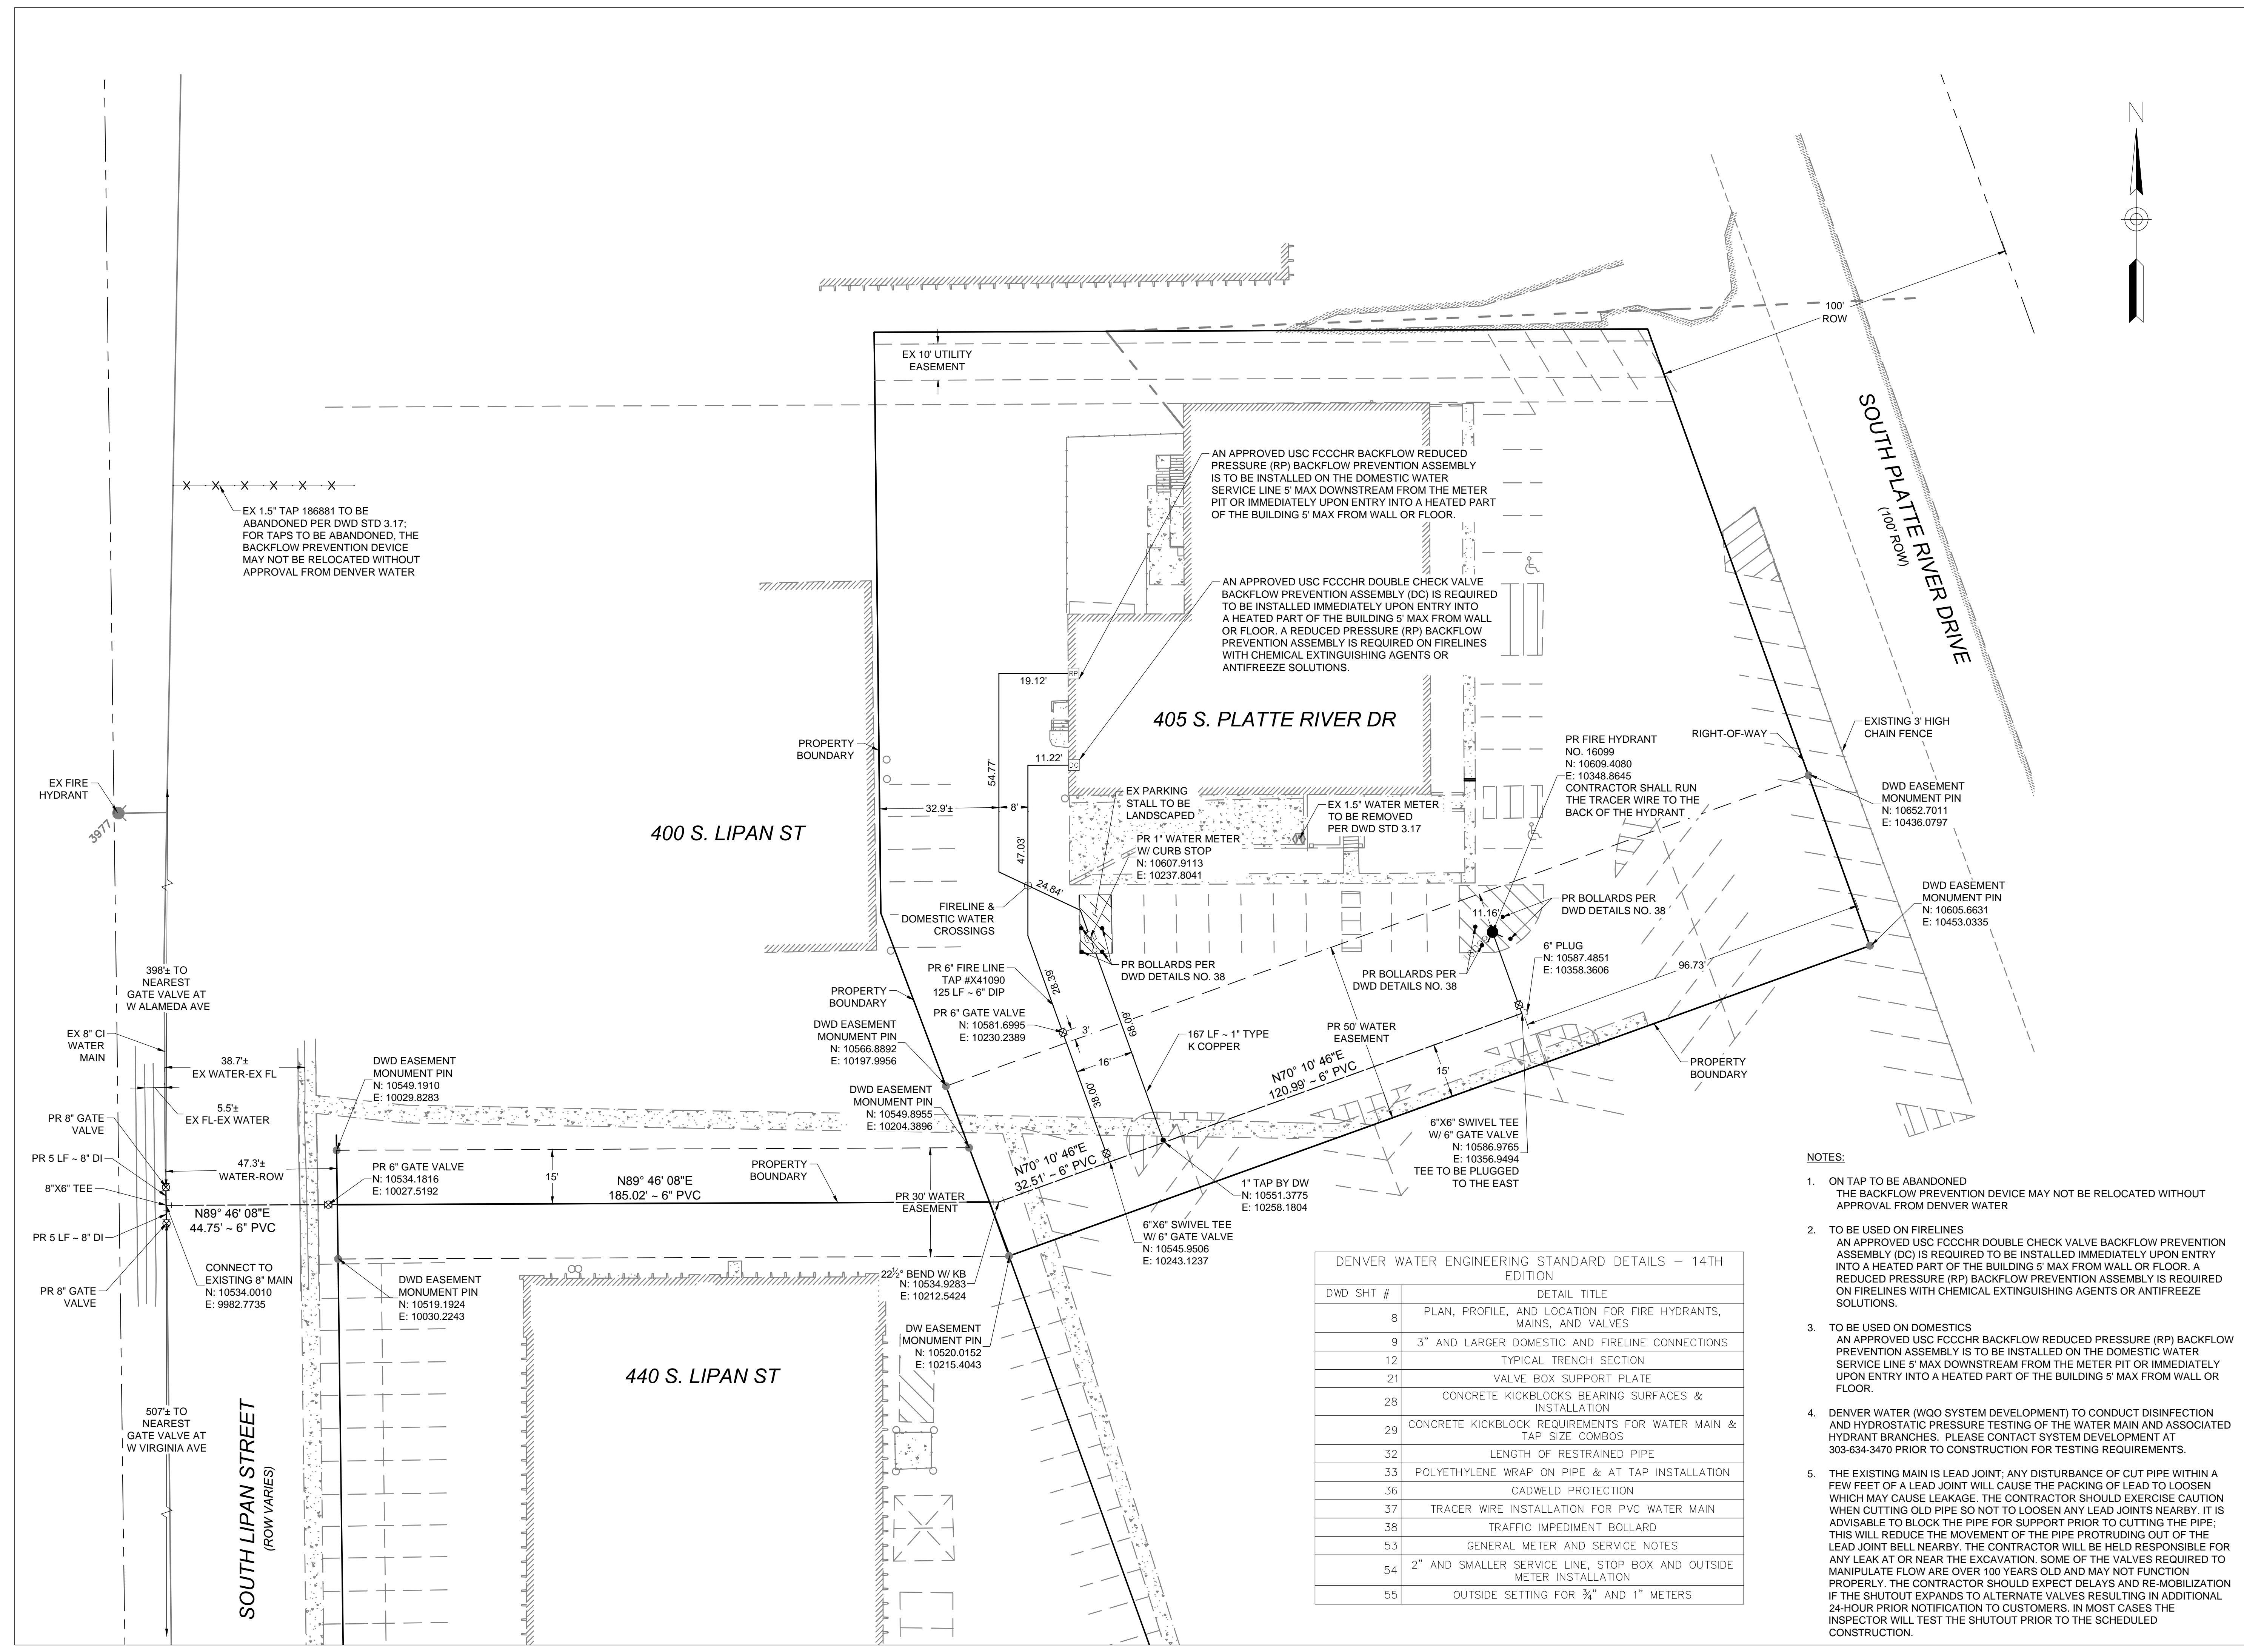 N
100'
ROW
EX 10' UTILITY
EASEMENT
SOUTH PLATTE RIVER DRIVE
(100' ROW)
AN APPROVED USC FCCCHR BACKFLOW REDUCED
PRESSURE (RP) BACKFLOW PREVENTION ASSEMBLY
IS TO BE INSTALLED ON THE DOMESTIC WATER
SERVICE LINE 5' MAX DOWNSTREAM FROM THE METER
PIT OR IMMEDIATELY UPON ENTRY INTO A HEATED PART
OF THE BUILDING 5' MAX FROM WALL OR FLOOR.
X X X X X X
EX 1.5" TAP 186881 TO BE
ABANDONED PER DWD STD 3.17;
FOR TAPS TO BE ABANDONED, THE
BACKFLOW PREVENTION DEVICE
MAY NOT BE RELOCATED WITHOUT
APPROVAL FROM DENVER WATER
AN APPROVED USC FCCCHR DOUBLE CHECK VALVE
BACKFLOW PREVENTION ASSEMBLY (DC) IS REQUIRED
TO BE INSTALLED IMMEDIATELY UPON ENTRY INTO
A HEATED PART OF THE BUILDING 5' MAX FROM WALL
OR FLOOR. A REDUCED PRESSURE (RP) BACKFLOW
PREVENTION ASSEMBLY IS REQUIRED ON FIRELINES
WITH CHEMICAL EXTINGUISHING AGENTS OR
ANTIFREEZE SOLUTIONS.
RP
19.12'
405 S. PLATTE RIVER DR
PROPERTY
BOUNDARY
11.22'
DC
54.77'
32.9'±
8'
47.03'
24.84'
400 S. LIPAN ST
EX PARKING
STALL TO BE
LANDSCAPED
PR 1" WATER METER
W/ CURB STOP
N: 10607.9113
E: 10237.8041
EX 1.5" WATER METER
TO BE REMOVED
PER DWD STD 3.17
PR FIRE HYDRANT
NO. 16099
N: 10609.4080
E: 10348.8645
CONTRACTOR SHALL RUN
THE TRACER WIRE TO THE
BACK OF THE HYDRANT
RIGHT-OF-WAY
EXISTING 3' HIGH
CHAIN FENCE
DWD EASEMENT
MONUMENT PIN
N: 10652.7011
E: 10436.0797
DWD EASEMENT
MONUMENT PIN
N: 10605.6631
E: 10453.0335
EX FIRE
HYDRANT
3977
FIRELINE &
DOMESTIC WATER
CROSSINGS
11.16'
16099
PR BOLLARDS PER
DWD DETAILS NO. 38
6" PLUG
N: 10587.4851
E: 10358.3606
96.73'
PR BOLLARDS PER
DWD DETAILS NO. 38
PR BOLLARDS PER
DWD DETAILS NO. 38
398'± TO
NEAREST
GATE VALVE AT
W ALAMEDA AVE
PR 6" FIRE LINE
TAP #X41090
125 LF ~ 6" DIP
28.39'
PROPERTY
BOUNDARY
PR 6" GATE VALVE
N: 10581.6995
E: 10230.2389
DWD EASEMENT
MONUMENT PIN
N: 10566.8892
E: 10197.9956
3'
68.09'
167 LF ~ 1" TYPE
K COPPER
16'
38.00'
PR 50' WATER
EASEMENT
N70° 10' 46"E
120.99' ~ 6" PVC
15'
PROPERTY
BOUNDARY
EX 8" CI
WATER
MAIN
38.7'±
EX WATER-EX FL
5.5'±
EX FL-EX WATER
DWD EASEMENT
MONUMENT PIN
N: 10549.1910
E: 10029.8283
DWD EASEMENT
MONUMENT PIN
N: 10549.8955
E: 10204.3896
PR 8" GATE
VALVE
PR 5 LF ~ 8" DI
8"X6" TEE
PR 5 LF ~ 8" DI
PR 8" GATE
VALVE
47.3'±
WATER-ROW
PR 6" GATE VALVE
N: 10534.1816
E: 10027.5192
N89° 46' 08"E
44.75' ~ 6" PVC
15'
N89° 46' 08"E
185.02' ~ 6" PVC
PROPERTY
BOUNDARY
PR 30' WATER
EASEMENT
N70° 10' 46"E
32.51' ~ 6" PVC
1" TAP BY DW
N: 10551.3775
E: 10258.1804
6"X6" SWIVEL TEE
W/ 6" GATE VALVE
N: 10586.9765
E: 10356.9494
TEE TO BE PLUGGED
TO THE EAST
6"X6" SWIVEL TEE
W/ 6" GATE VALVE
N: 10545.9506
E: 10243.1237
CONNECT TO
EXISTING 8" MAIN
N: 10534.0010
E: 9982.7735
DWD EASEMENT
MONUMENT PIN
N: 10519.1924
E: 10030.2243
22½° BEND W/ KB
N: 10534.9283
E: 10212.5424
DW EASEMENT
MONUMENT PIN
N: 10520.0152
E: 10215.4043
440 S. LIPAN ST
507'± TO
NEAREST
GATE VALVE AT
W VIRGINIA AVE
SOUTH LIPAN STREET
(ROW VARIES)
DENVER WATER ENGINEERING STANDARD DETAILS – 14TH
EDITION
DWD SHT # DETAIL TITLE
8 PLAN, PROFILE, AND LOCATION FOR FIRE HYDRANTS,
MAINS, AND VALVES
9 3" AND LARGER DOMESTIC AND FIRELINE CONNECTIONS
12 TYPICAL TRENCH SECTION
21 VALVE BOX SUPPORT PLATE
28 CONCRETE KICKBLOCKS BEARING SURFACES &
INSTALLATION
29 CONCRETE KICKBLOCK REQUIREMENTS FOR WATER MAIN &
TAP SIZE COMBOS
32 LENGTH OF RESTRAINED PIPE
33 POLYETHYLENE WRAP ON PIPE & AT TAP INSTALLATION
36 CADWELD PROTECTION
37 TRACER WIRE INSTALLATION FOR PVC WATER MAIN
38 TRAFFIC IMPEDIMENT BOLLARD
53 GENERAL METER AND SERVICE NOTES
54 2" AND SMALLER SERVICE LINE, STOP BOX AND OUTSIDE
METER INSTALLATION
55 OUTSIDE SETTING FOR ¾" AND 1" METERS
NOTES:
1. ON TAP TO BE ABANDONED
THE BACKFLOW PREVENTION DEVICE MAY NOT BE RELOCATED WITHOUT
APPROVAL FROM DENVER WATER
2. TO BE USED ON FIRELINES
AN APPROVED USC FCCCHR DOUBLE CHECK VALVE BACKFLOW PREVENTION
ASSEMBLY (DC) IS REQUIRED TO BE INSTALLED IMMEDIATELY UPON ENTRY
INTO A HEATED PART OF THE BUILDING 5' MAX FROM WALL OR FLOOR. A
REDUCED PRESSURE (RP) BACKFLOW PREVENTION ASSEMBLY IS REQUIRED
ON FIRELINES WITH CHEMICAL EXTINGUISHING AGENTS OR ANTIFREEZE
SOLUTIONS.
3. TO BE USED ON DOMESTICS
AN APPROVED USC FCCCHR BACKFLOW REDUCED PRESSURE (RP) BACKFLOW
PREVENTION ASSEMBLY IS TO BE INSTALLED ON THE DOMESTIC WATER
SERVICE LINE 5' MAX DOWNSTREAM FROM THE METER PIT OR IMMEDIATELY
UPON ENTRY INTO A HEATED PART OF THE BUILDING 5' MAX FROM WALL OR
FLOOR.
4. DENVER WATER (WQO SYSTEM DEVELOPMENT) TO CONDUCT DISINFECTION
AND HYDROSTATIC PRESSURE TESTING OF THE WATER MAIN AND ASSOCIATED
HYDRANT BRANCHES. PLEASE CONTACT SYSTEM DEVELOPMENT AT
303-634-3470 PRIOR TO CONSTRUCTION FOR TESTING REQUIREMENTS.
5. THE EXISTING MAIN IS LEAD JOINT; ANY DISTURBANCE OF CUT PIPE WITHIN A
FEW FEET OF A LEAD JOINT WILL CAUSE THE PACKING OF LEAD TO LOOSEN
WHICH MAY CAUSE LEAKAGE. THE CONTRACTOR SHOULD EXERCISE CAUTION
WHEN CUTTING OLD PIPE SO NOT TO LOOSEN ANY LEAD JOINTS NEARBY. IT IS
ADVISABLE TO BLOCK THE PIPE FOR SUPPORT PRIOR TO CUTTING THE PIPE;
THIS WILL REDUCE THE MOVEMENT OF THE PIPE PROTRUDING OUT OF THE
LEAD JOINT BELL NEARBY. THE CONTRACTOR WILL BE HELD RESPONSIBLE FOR
ANY LEAK AT OR NEAR THE EXCAVATION. SOME OF THE VALVES REQUIRED TO
MANIPULATE FLOW ARE OVER 100 YEARS OLD AND MAY NOT FUNCTION
PROPERLY. THE CONTRACTOR SHOULD EXPECT DELAYS AND RE-MOBILIZATION
IF THE SHUTOUT EXPANDS TO ALTERNATE VALVES RESULTING IN ADDITIONAL
24-HOUR PRIOR NOTIFICATION TO CUSTOMERS. IN MOST CASES THE
INSPECTOR WILL TEST THE SHUTOUT PRIOR TO THE SCHEDULED
CONSTRUCTION.